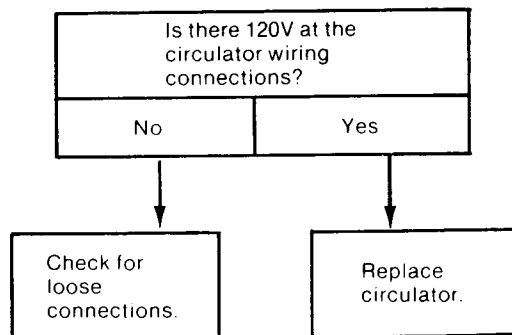 Is there 120V at the
circulator wiring
connections?
No
Yes
Check for
loose
connections.
Replace
circulator.